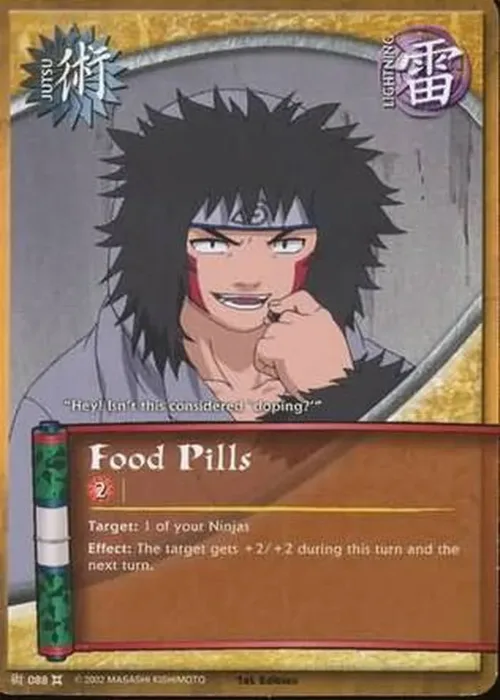 JUTSU 術
LIGHTNING 雷
"Hey! Isn't this considered "doping?""
Food Pills
2
Target: 1 of your Ninjas
Effect: The target gets +2/+2 during this turn and the
next turn.
術 088 © 2002 MASASHI KISHIMOTO 1st Edition